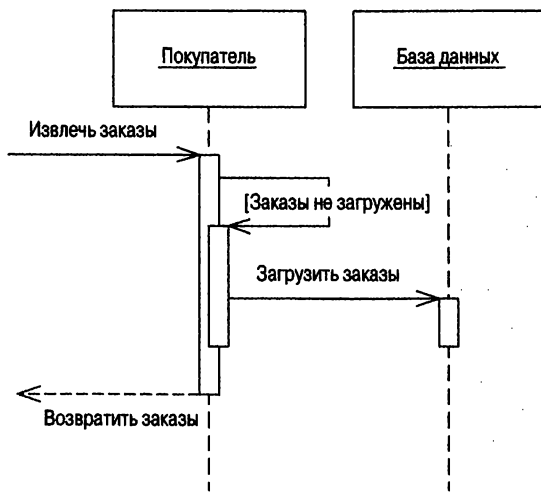 Покупатель
База данных
Извлечь заказы
[Заказы не загружены]
Загрузить заказы
Возвратить заказы